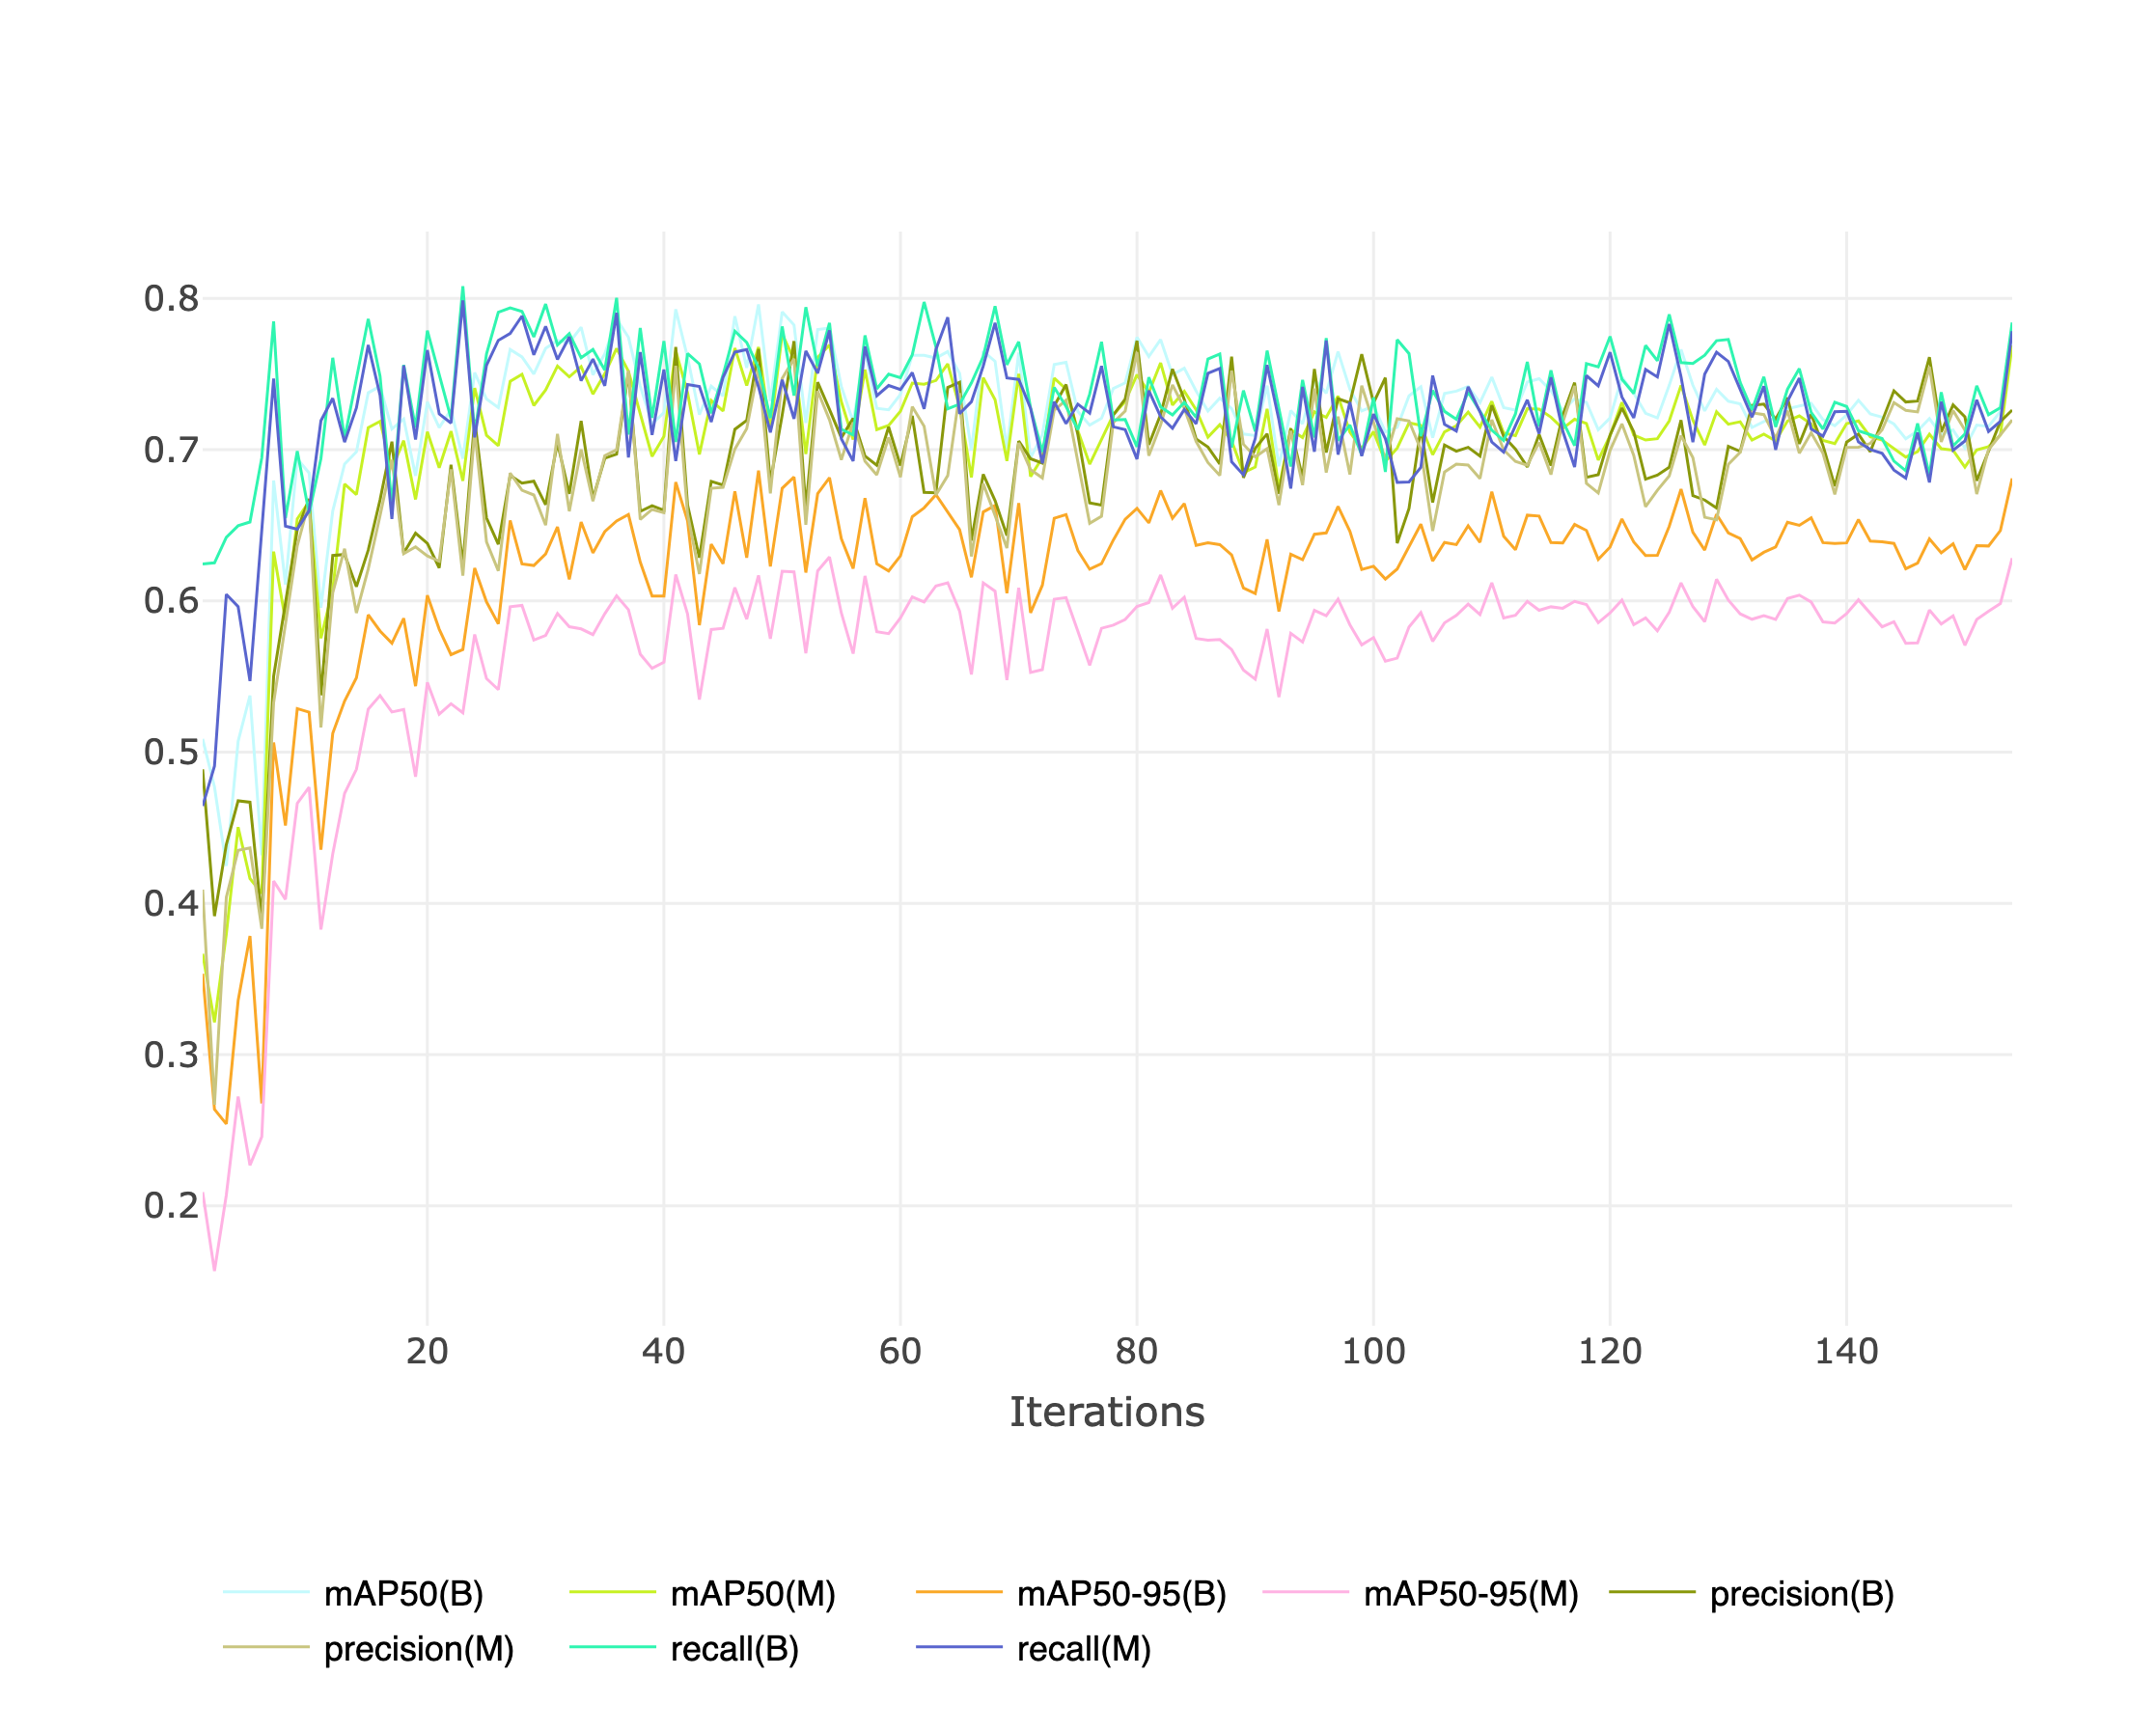 0.8
0.7
0.6
0.5
0.4
0.3
0.2
20 40 60 80 100 120 140
Iterations
mAP50(B) mAP50(M) mAP50-95(B) mAP50-95(M) precision(B)
precision(M) recall(B) recall(M)